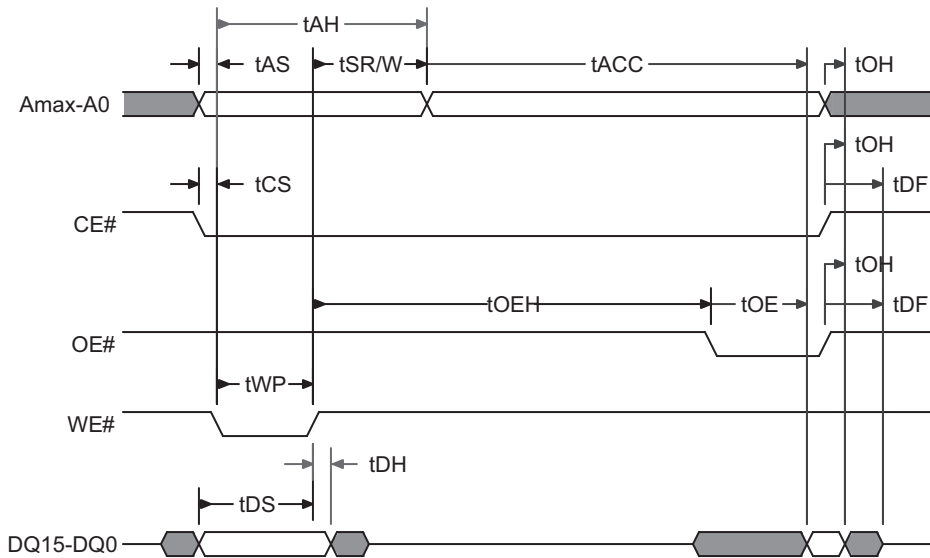 tAH
tAS tSR/W tACC tOH
Amax-A0
tOH
tCS tDF
CE#
tOH
tOEH tOE tDF
OE#
tWP
WE#
tDH
tDS
DQ15-DQ0